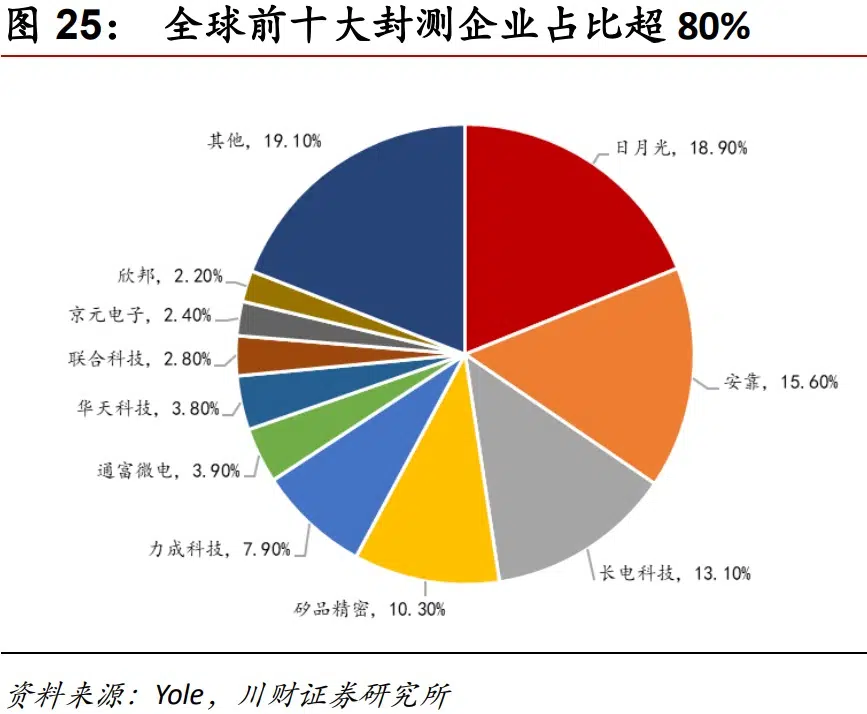 图 25： 全球前十大封测企业占比超 80%
其他, 19.10%
日月光, 18.90%
欣邦, 2.20%
京元电子, 2.40%
联合科技, 2.80%
安靠, 15.60%
华天科技, 3.80%
通富微电, 3.90%
力成科技, 7.90%
长电科技, 13.10%
矽品精密, 10.30%
资料来源：Yole，川财证券研究所